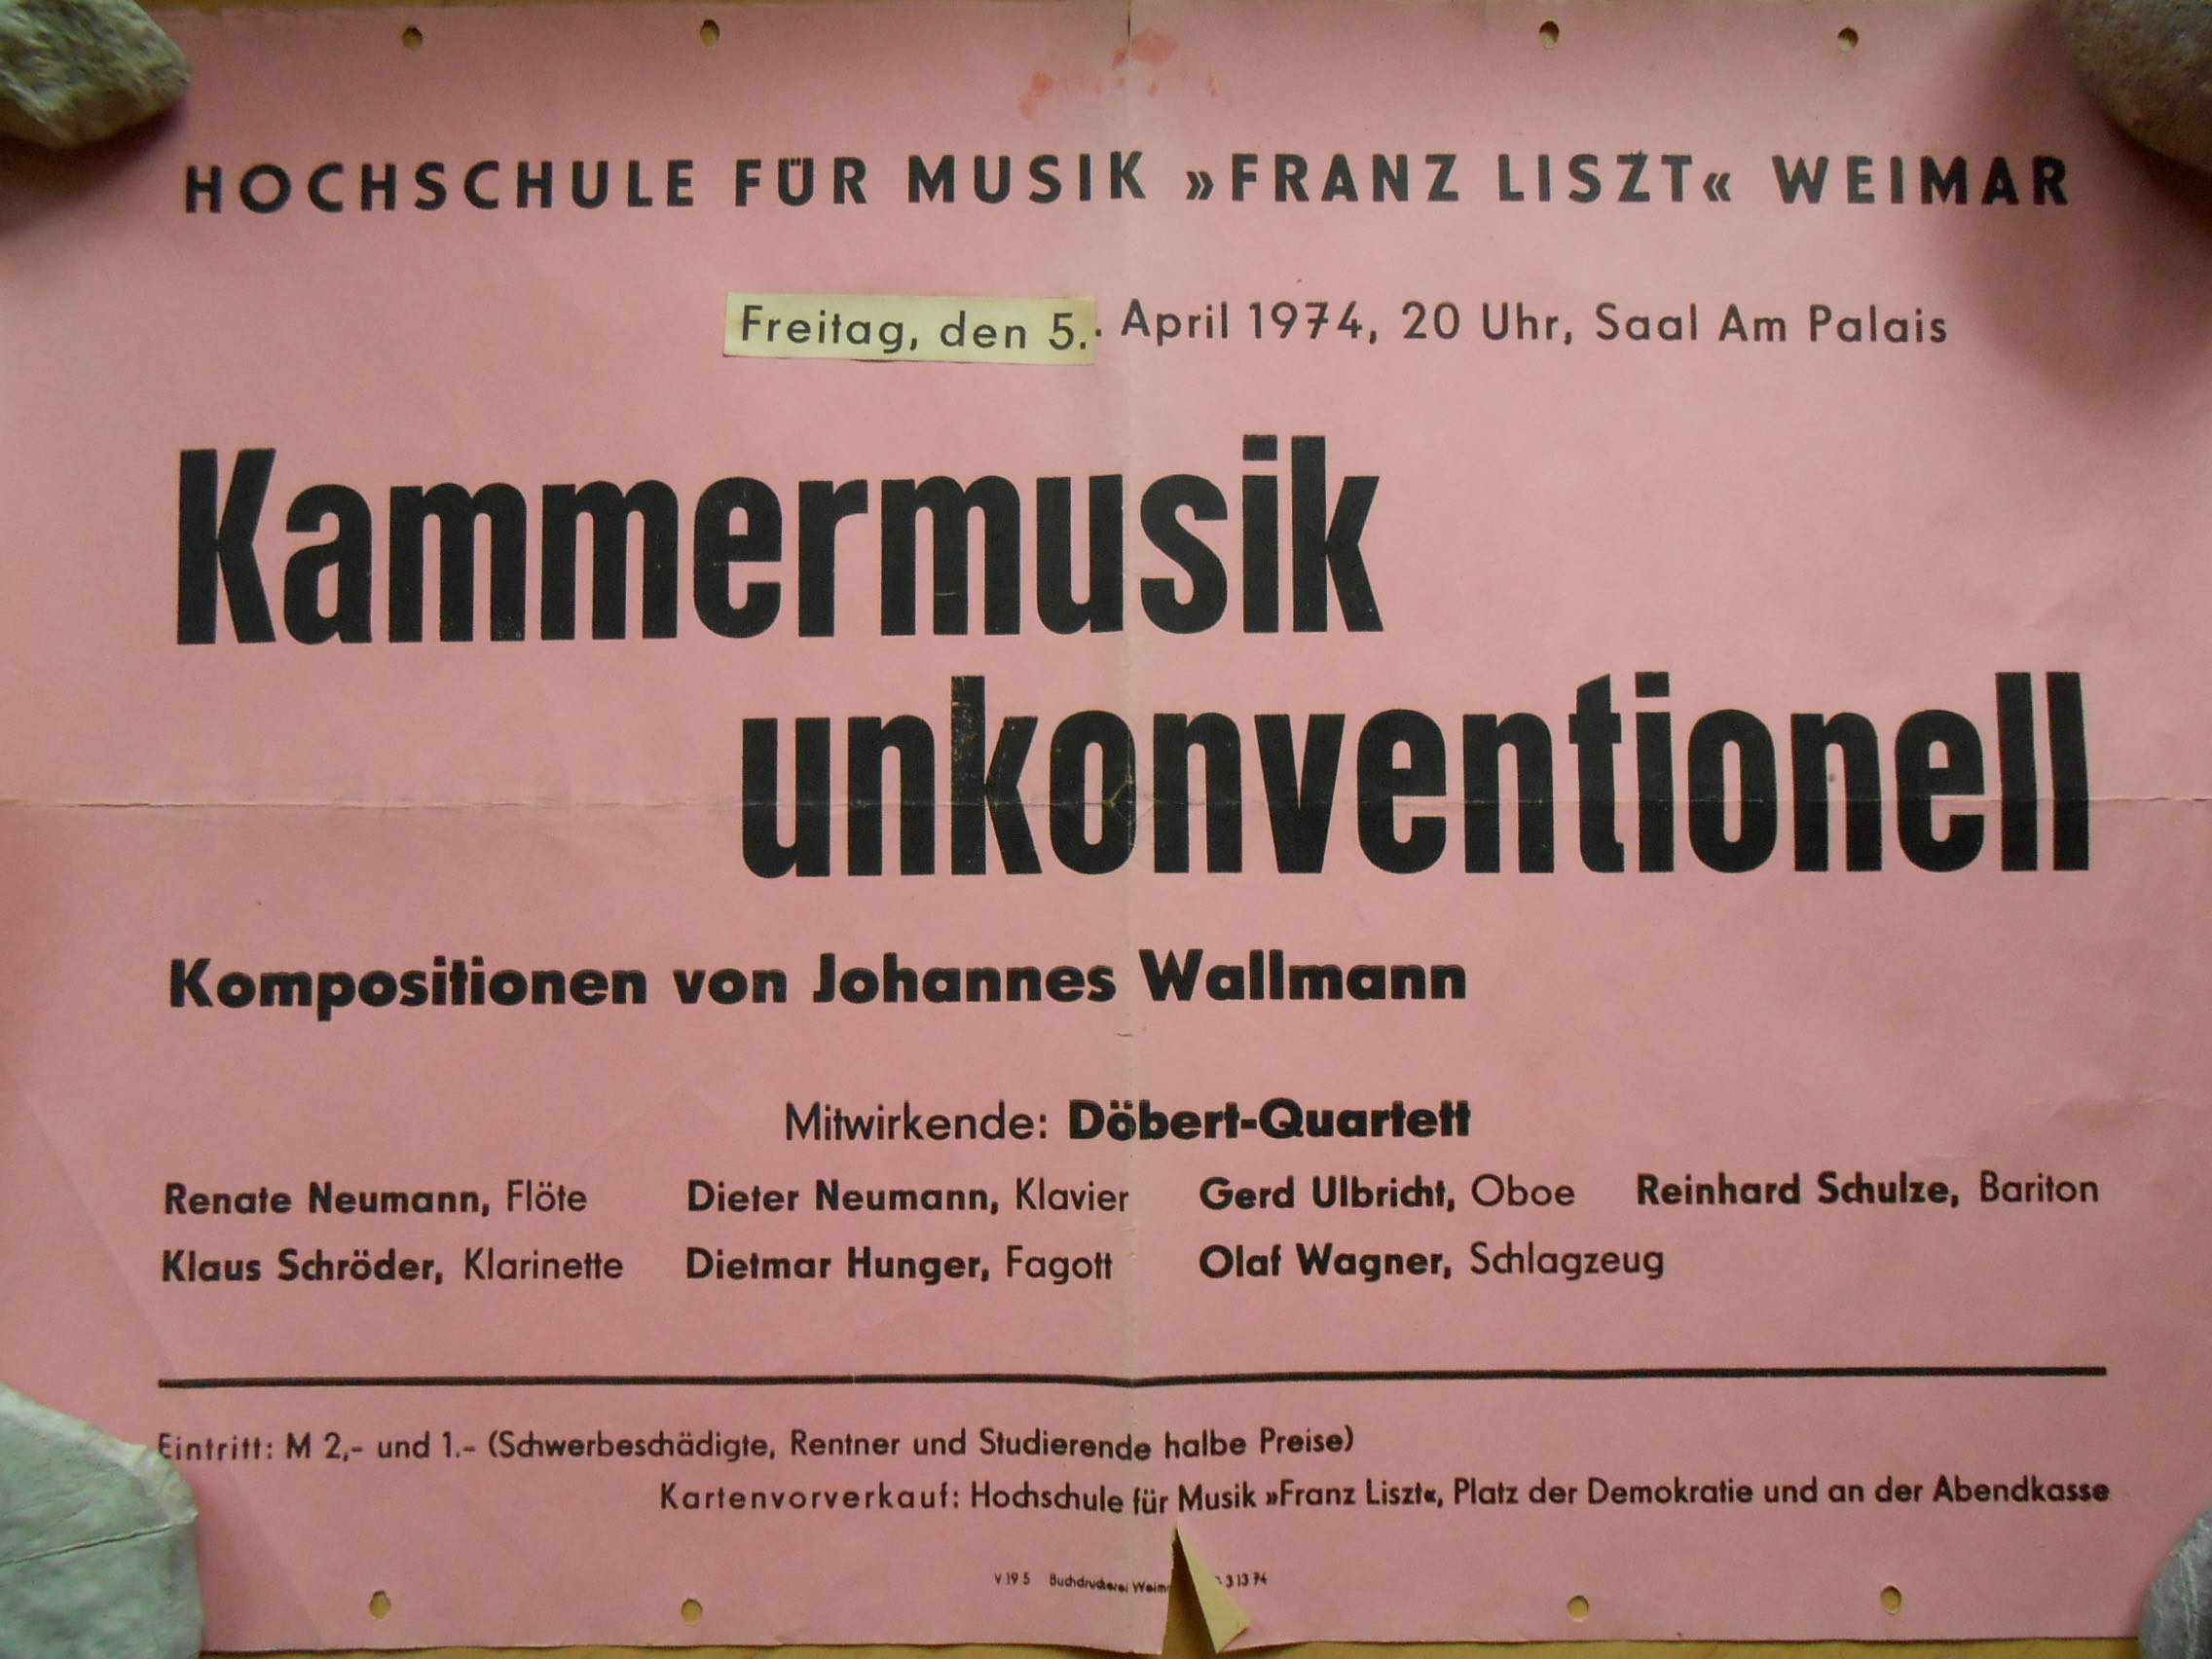 HOCHSCHULE FÜR MUSIK »FRANZ LISZT« WEIMAR
Freitag, den 5.. April 1974, 20 Uhr, Saal Am Palais
Kammermusik
unkonventionell
Kompositionen von Johannes Wallmann
Mitwirkende: Döbert-Quartett
Renate Neumann, Flöte Dieter Neumann, Klavier Gerd Ulbricht, Oboe Reinhard Schulze, Bariton
Klaus Schröder, Klarinette Dietmar Hunger, Fagott Olaf Wagner, Schlagzeug
Eintritt: M 2,- und 1.- (Schwerbeschädigte, Rentner und Studierende halbe Preise)
Kartenvorverkauf: Hochschule für Musik »Franz Liszt«, Platz der Demokratie und an der Abendkasse
V 19 5 Buchdruckerei 3 13 74